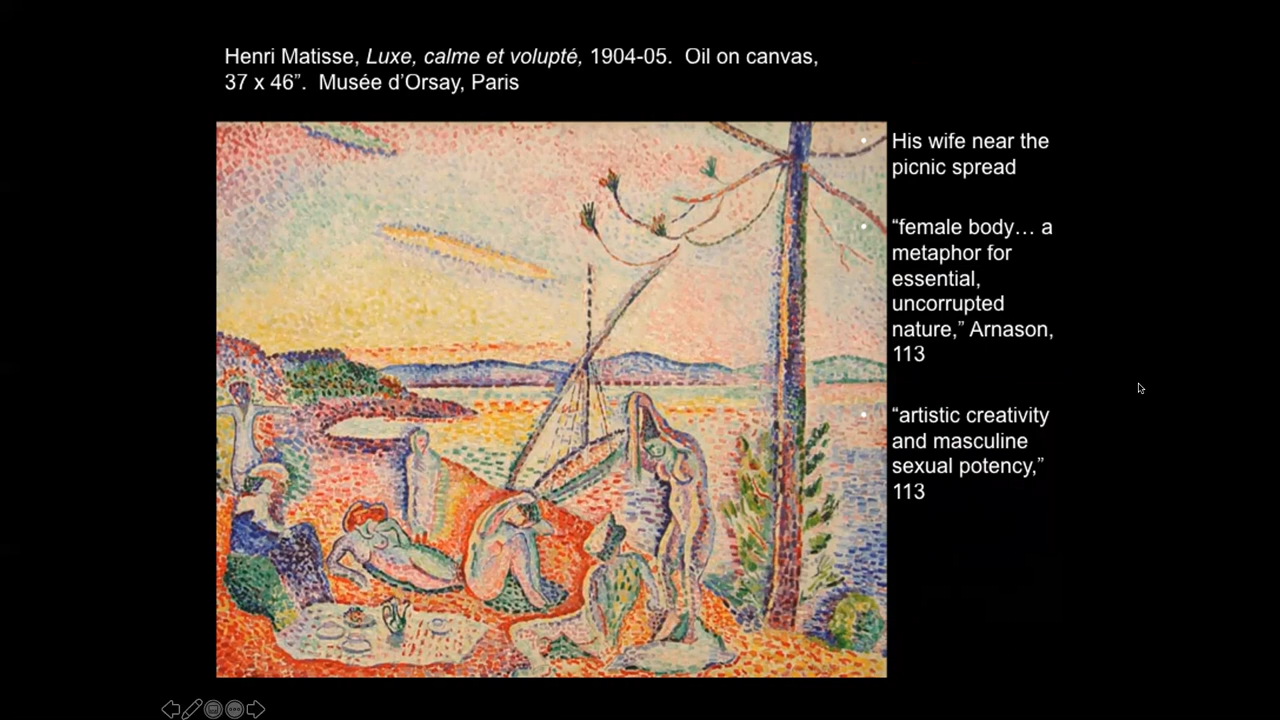 Henri Matisse, Luxe, calme et volupté, 1904-05.  Oil on canvas,
37 x 46”.  Musée d’Orsay, Paris
His wife near the
picnic spread
“female body… a
metaphor for
essential,
uncorrupted
nature,” Arnason,
113
“artistic creativity
and masculine
sexual potency,”
113